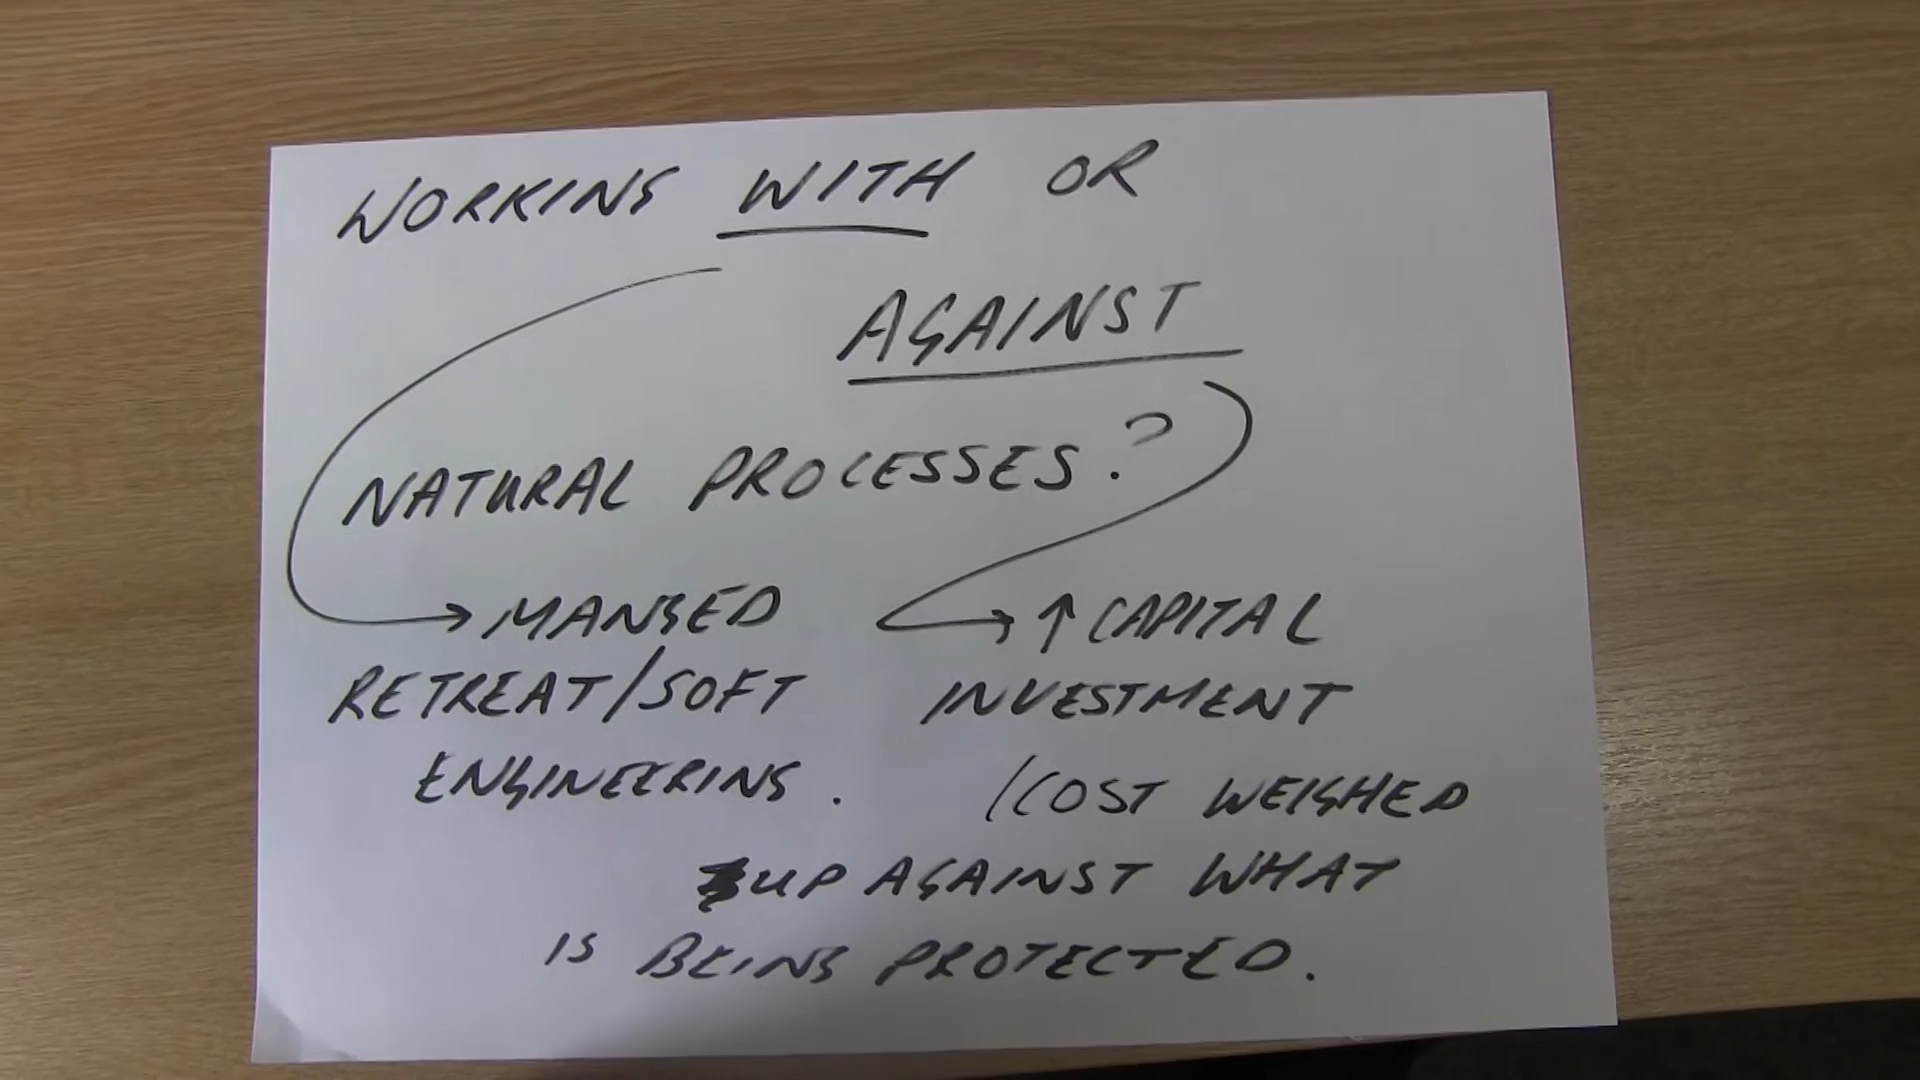 WORKING WITH OR
AGAINST
NATURAL PROCESSES?
→ MANGED
RETREAT/SOFT
ENGINEERING.
→ ↑ CAPITAL
INVESTMENT
/COST WEIGHED
UP AGAINST WHAT
IS BEING PROTECTED.